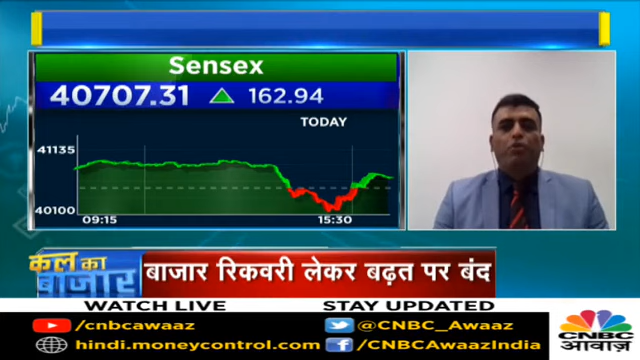 Sensex
40707.31 ▲ 162.94
TODAY
41135
40100
09:15 15:30
कल का
बाज़ार
बाजार रिकवरी लेकर बढ़त पर बंद
WATCH LIVE STAY UPDATED
/cnbcawaaz @CNBC_Awaaz
hindi.moneycontrol.com /CNBCAwaazIndia
CNBC
आवाज़